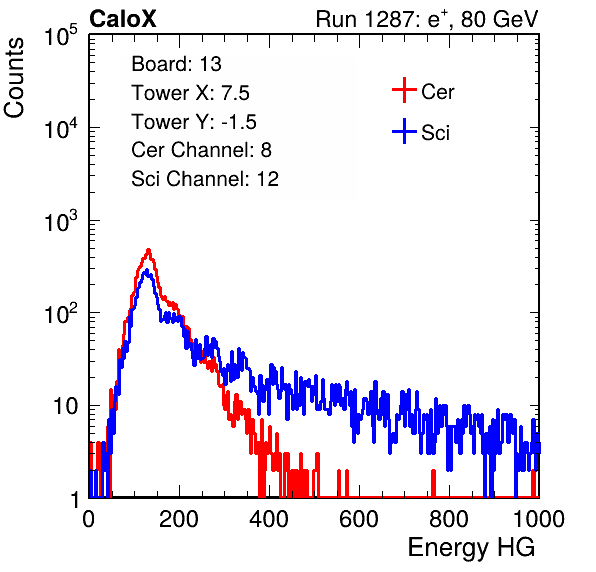 CaloX Run 1287: e⁺, 80 GeV
Counts
10⁵
10⁴
10³
10²
10
1
Board: 13
Tower X: 7.5
Tower Y: -1.5
Cer Channel: 8
Sci Channel: 12
Cer
Sci
0 200 400 600 800 1000
Energy HG